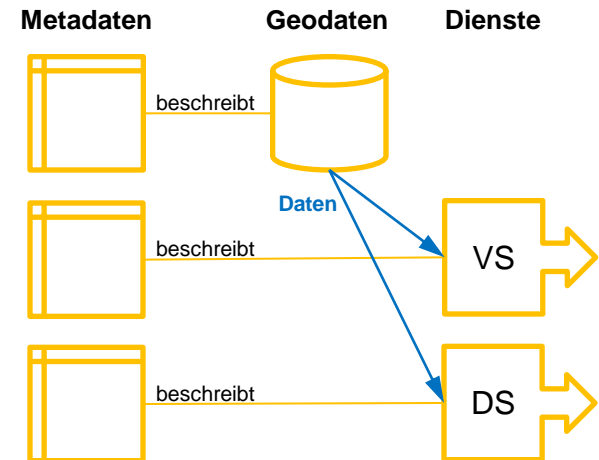 Metadaten Geodaten Dienste
beschreibt
Daten
beschreibt
VS
beschreibt
DS